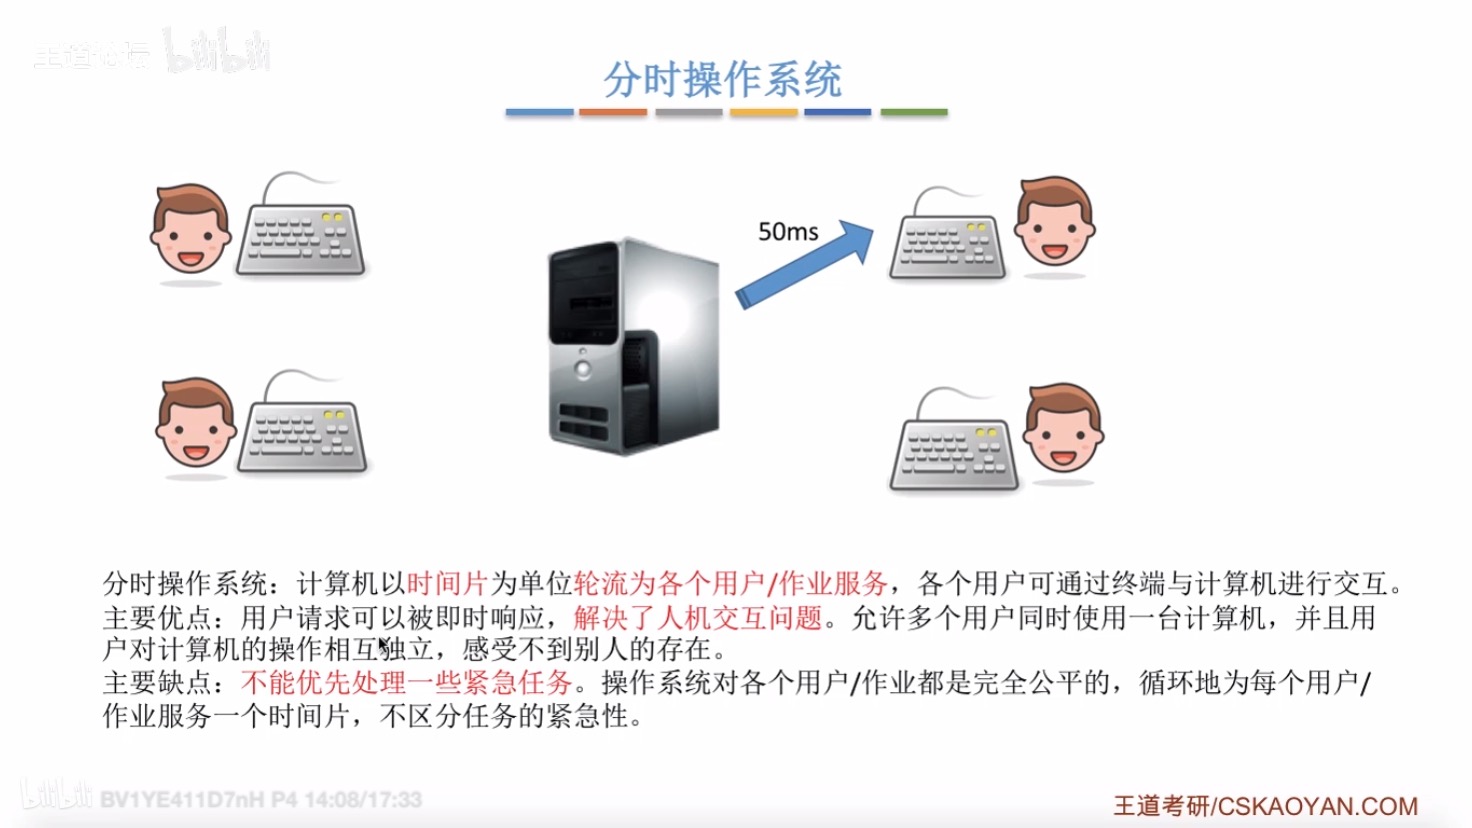 王道论坛 bilibili
分时操作系统
50ms
分时操作系统：计算机以时间片为单位轮流为各个用户/作业服务，各个用户可通过终端与计算机进行交互。
主要优点：用户请求可以被即时响应，解决了人机交互问题。允许多个用户同时使用一台计算机，并且用
户对计算机的操作相互独立，感受不到别人的存在。
主要缺点：不能优先处理一些紧急任务。操作系统对各个用户/作业都是完全公平的，循环地为每个用户/
作业服务一个时间片，不区分任务的紧急性。
bilibili BV1YE411D7nH P4 14:08/17:33
王道考研/CSKAOYAN.COM